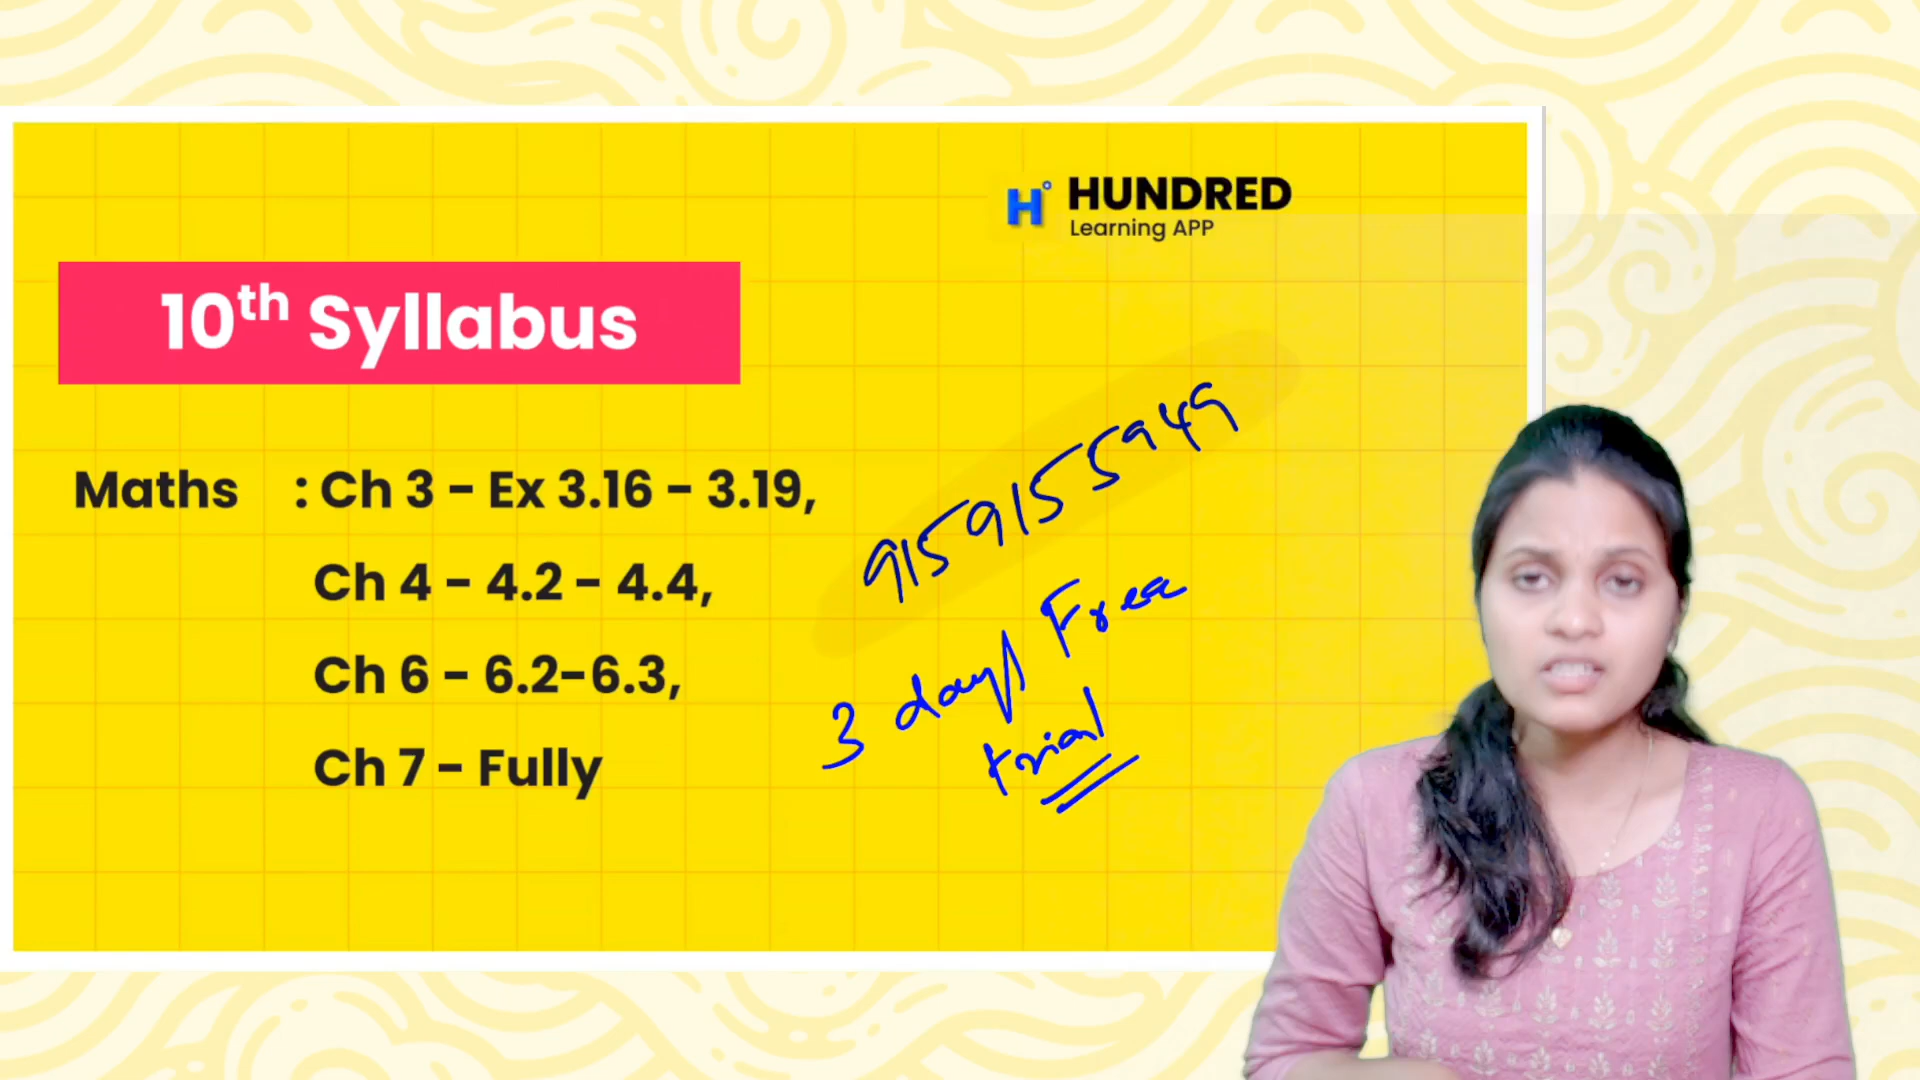 HUNDRED
Learning APP
10th Syllabus
Maths : Ch 3 - Ex 3.16 - 3.19,
Ch 4 - 4.2 - 4.4,
Ch 6 - 6.2-6.3,
Ch 7 - Fully
9159155949
3 days Free
trial